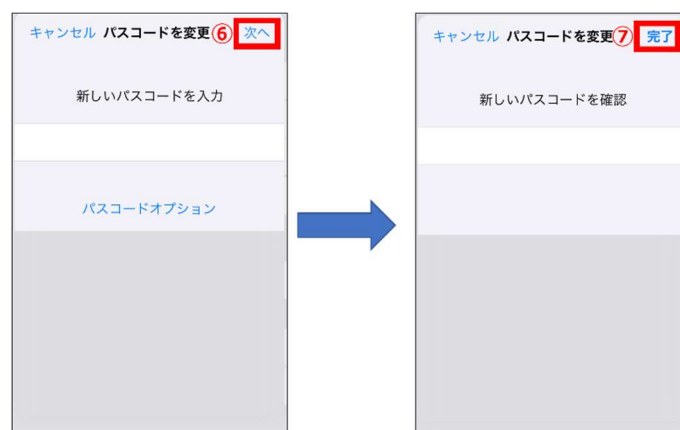 キャンセル パスコードを変更 ⑥ 次へ
新しいパスコードを入力
パスコードオプション
キャンセル パスコードを変更 ⑦ 完了
新しいパスコードを確認